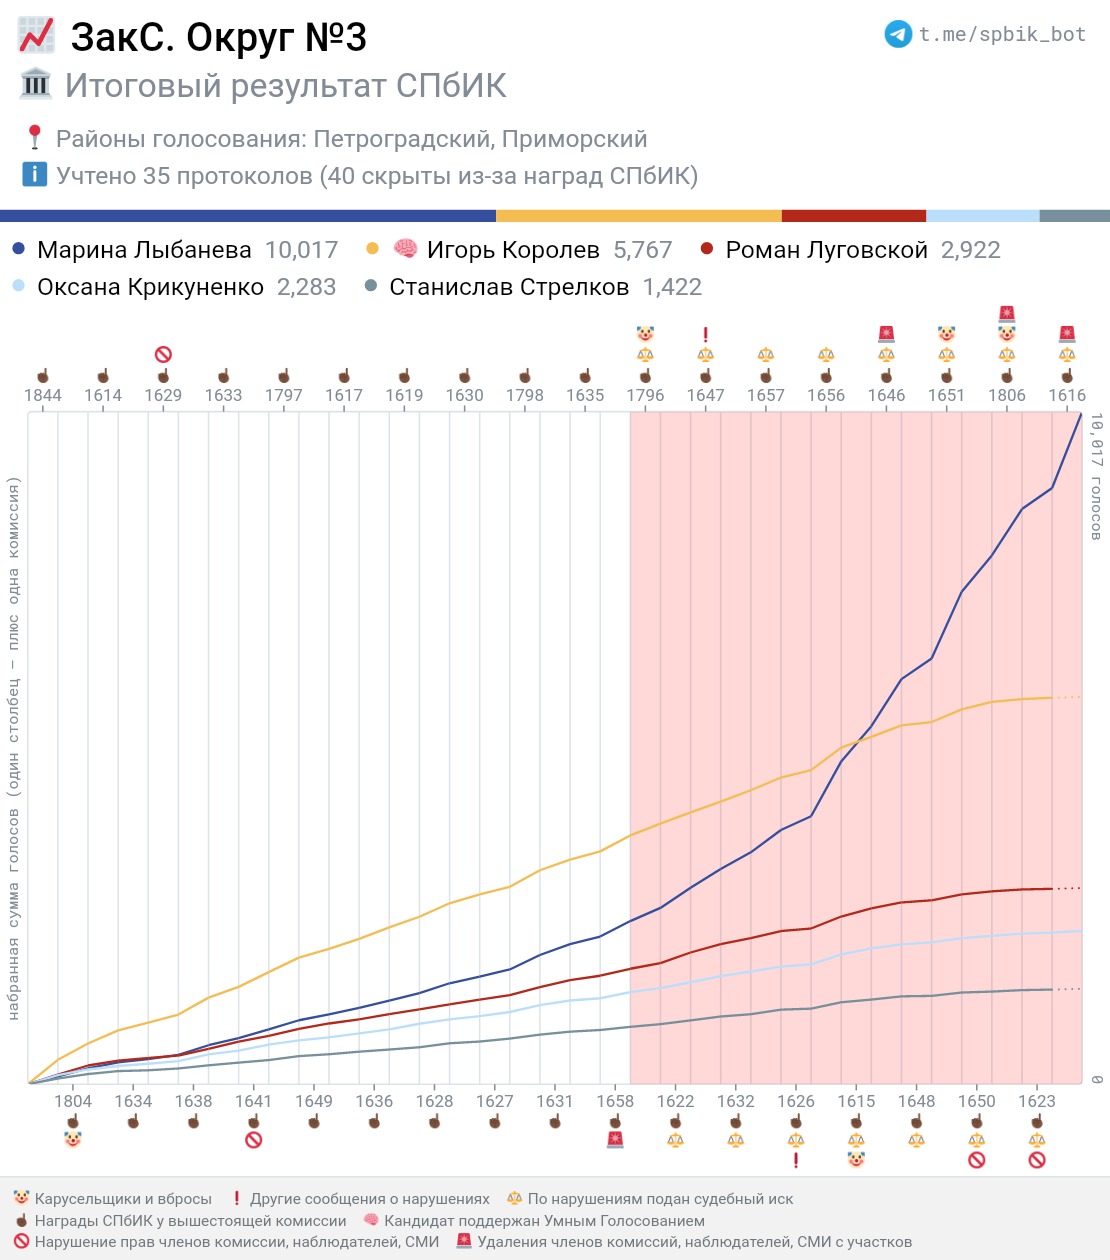 ЗакС. Округ №3
t.me/spbik_bot
Итоговый результат СПбИК
Районы голосования: Петроградский, Приморский
Учтено 35 протоколов (40 скрыты из-за наград СПбИК)
Марина Лыбанева 10,017 Игорь Королев 5,767 Роман Луговской 2,922
Оксана Крикуненко 2,283 Станислав Стрелков 1,422
1844 1614 1629 1633 1797 1617 1619 1630 1798 1635 1796 1647 1657 1656 1646 1651 1806 1616
набранная сумма голосов (один столбец — плюс одна комиссия)
10,017 голосов
0
1804 1634 1638 1641 1649 1636 1628 1627 1631 1658 1622 1632 1626 1615 1648 1650 1623
Карусельщики и вбросы Другие сообщения о нарушениях По нарушениям подан судебный иск
Награды СПбИК у вышестоящей комиссии Кандидат поддержан Умным Голосованием
Нарушение прав членов комиссии, наблюдателей, СМИ Удаления членов комиссий, наблюдателей, СМИ с участков